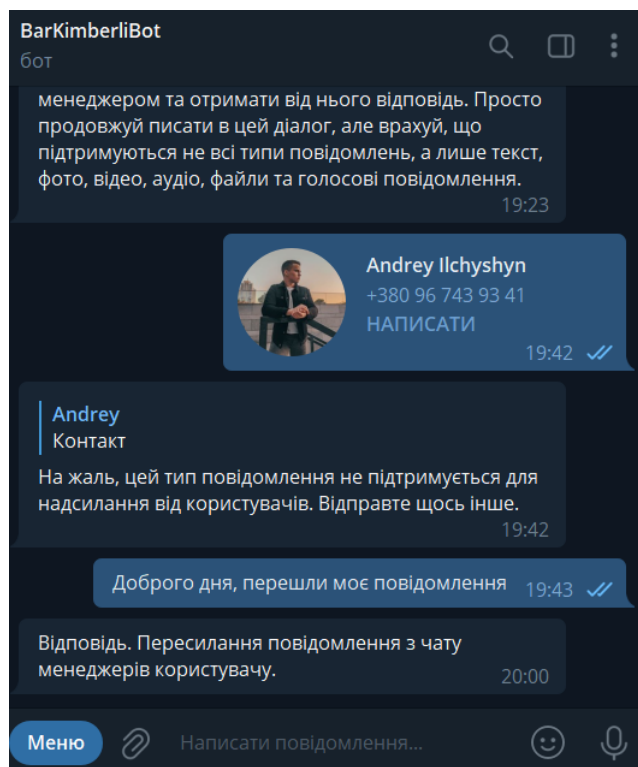 BarKimberliBot
бот
менеджером та отримати від нього відповідь. Просто
продовжуй писати в цей діалог, але врахуй, що
підтримуються не всі типи повідомлень, а лише текст,
фото, відео, аудіо, файли та голосові повідомлення.
19:23
Andrey Ilchyshyn
+380 96 743 93 41
НАПИСАТИ
19:42
Andrey
Контакт
На жаль, цей тип повідомлення не підтримується для
надсилання від користувачів. Відправте щось інше.
19:42
Доброго дня, перешли моє повідомлення 19:43
Відповідь. Пересилання повідомлення з чату
менеджерів користувачу.
20:00
Меню Написати повідомлення...